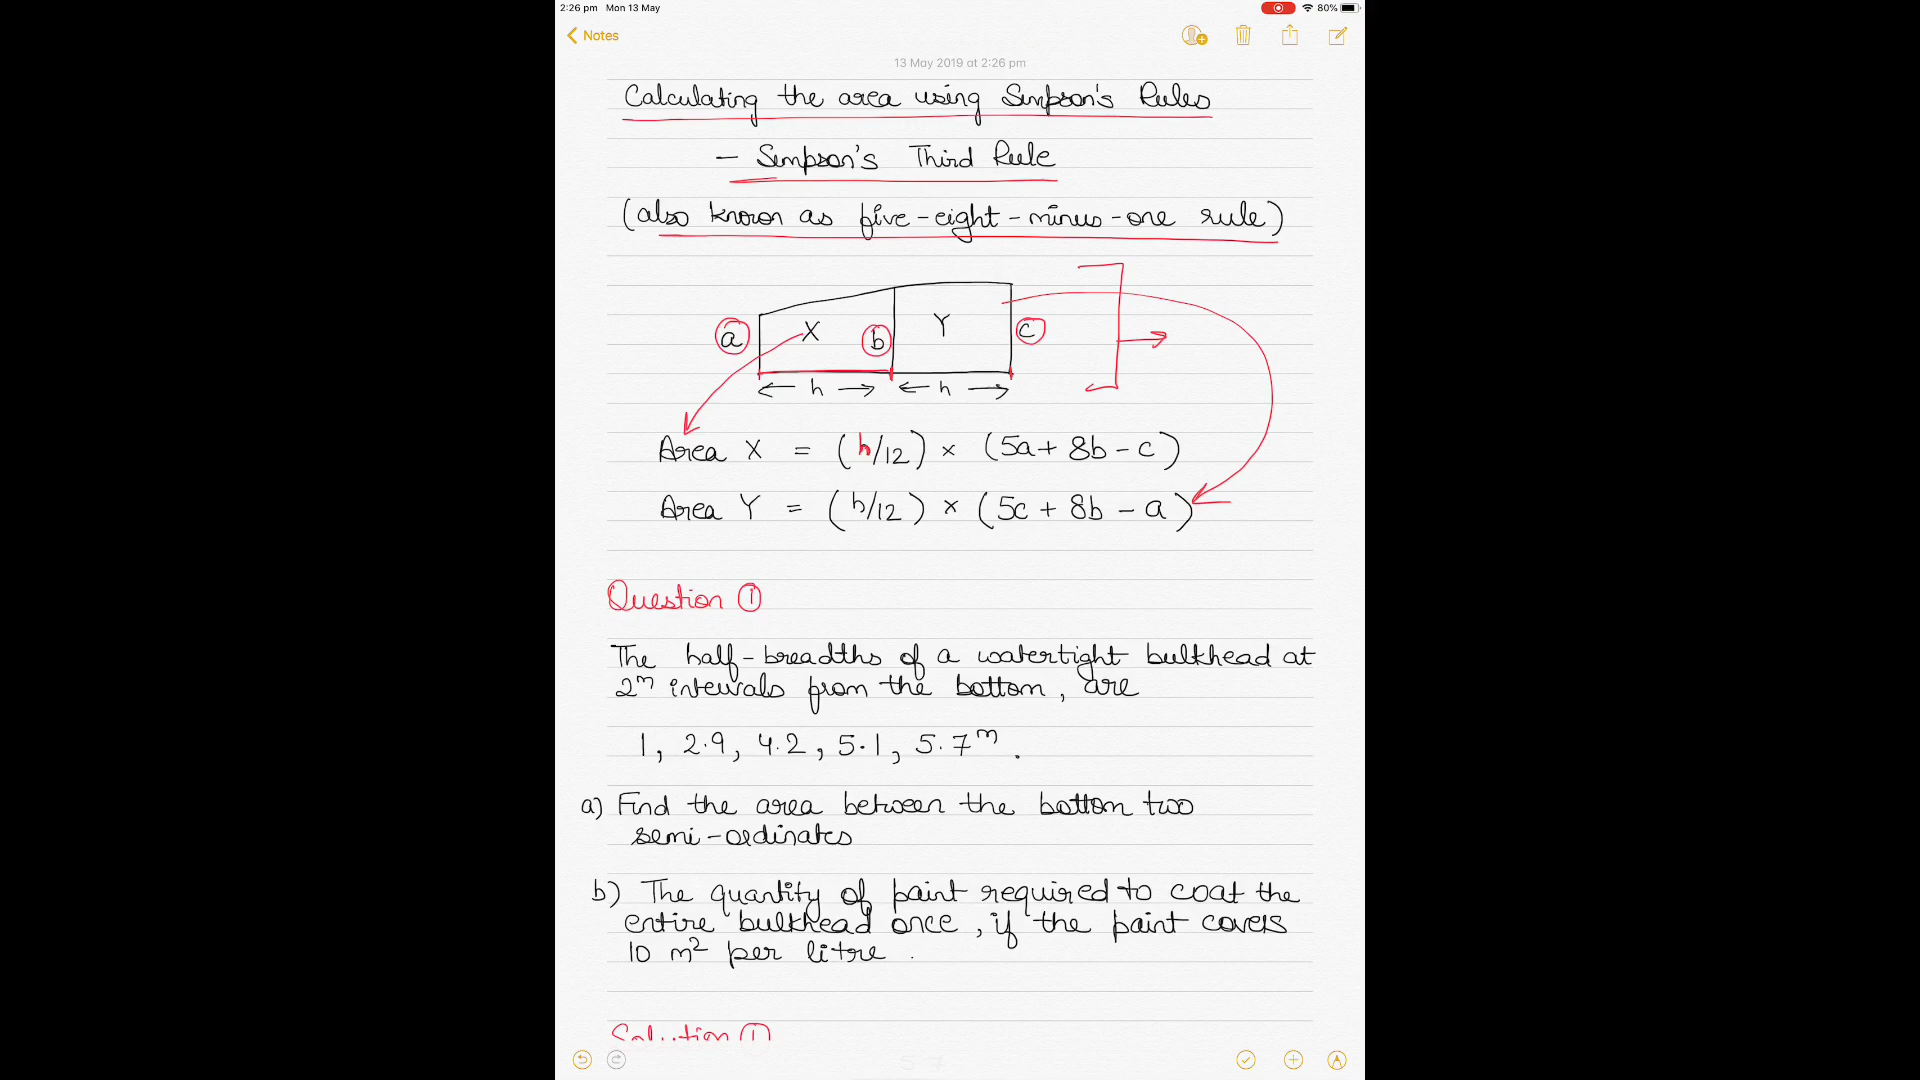 2:26 pm Mon 13 May
80%
Notes
13 May 2019 at 2:26 pm
Calculating the area using Simpson's Rules
- Simpson's Third Rule
(also known as five-eight-minus-one rule)
a X b Y c
h h
Area X = (h/12) × (5a + 8b - c)
Area Y = (h/12) × (5c + 8b - a)
Question ①
The half-breadths of a watertight bulkhead at
2ᵐ intervals from the bottom, are
1, 2.9, 4.2, 5.1, 5.7ᵐ.
a) Find the area between the bottom two
semi-ordinates
b) The quantity of paint required to coat the
entire bulkhead once, if the paint covers
10 m² per litre.
Solution ①